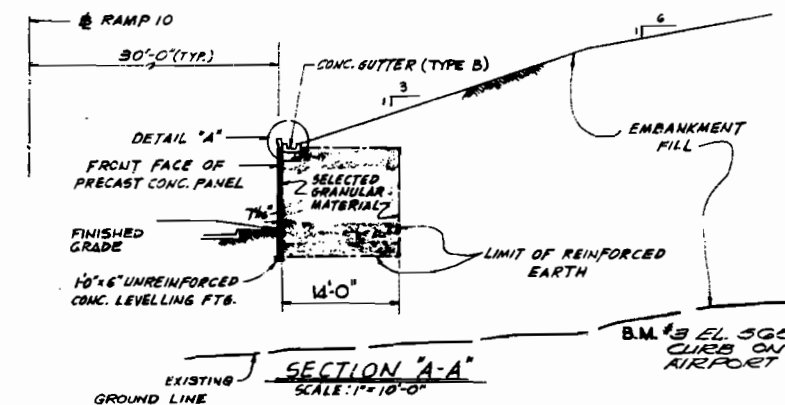 ℄ RAMP 10
30'-0" (TYP.)
CONC. GUTTER (TYPE B)
6
1
3
1
DETAIL "A"
EMBANKMENT
FILL
FRONT FACE OF
PRECAST CONC. PANEL
SELECTED
GRANULAR
MATERIAL
FINISHED
GRADE
LIMIT OF REINFORCED
EARTH
1'-0" x 6" UNREINFORCED
CONC. LEVELLING FTG.
14'-0"
B.M. #3 EL. 565
CURB ON
AIRPORT
EXISTING
GROUND LINE
SECTION "A-A"
SCALE: 1" = 10'-0"